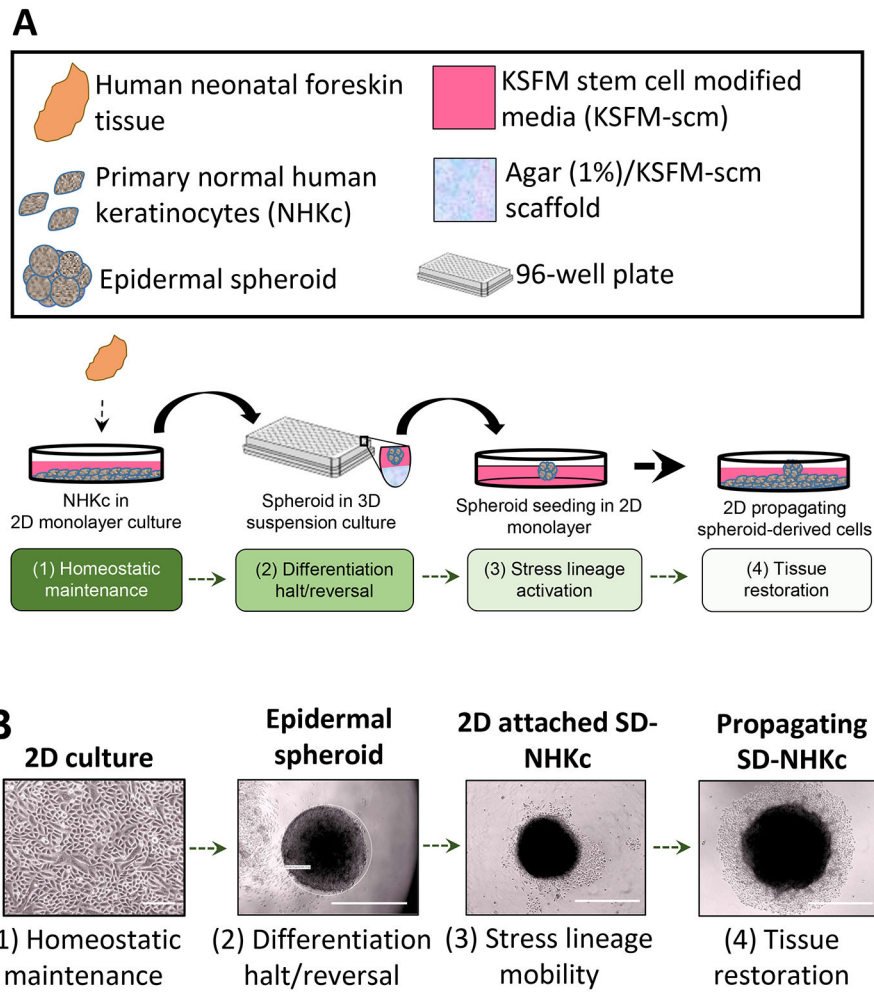 A
Human neonatal foreskin
tissue
KSFM stem cell modified
media (KSFM-scm)
Primary normal human
keratinocytes (NHKc)
Agar (1%)/KSFM-scm
scaffold
Epidermal spheroid
96-well plate
NHKc in
2D monolayer culture
Spheroid in 3D
suspension culture
Spheroid seeding in 2D
monolayer
2D propagating
spheroid-derived cells
(1) Homeostatic
maintenance
(2) Differentiation
halt/reversal
(3) Stress lineage
activation
(4) Tissue
restoration
B
2D culture
Epidermal
spheroid
2D attached SD-
NHKc
Propagating
SD-NHKc
1) Homeostatic
maintenance
(2) Differentiation
halt/reversal
(3) Stress lineage
mobility
(4) Tissue
restoration